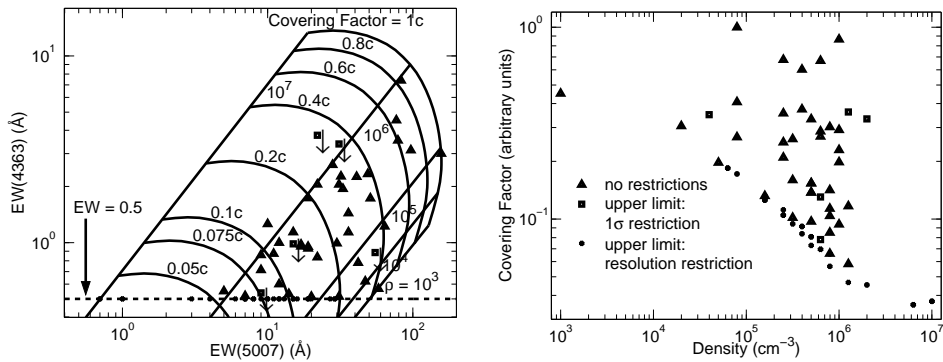 Covering Factor = 1c
0.8c
0.6c
0.4c
0.2c
0.1c
0.075c
0.05c
10^7
10^6
10^5
10^4
ρ = 10^3
EW = 0.5
EW(4363) (Å)
10^1
10^0
10^0
10^1
10^2
EW(5007) (Å)
Covering Factor (arbitrary units)
10^0
10^-1
no restrictions
upper limit:
1σ restriction
upper limit:
resolution restriction
10^3
10^4
10^5
10^6
10^7
Density (cm^-3)